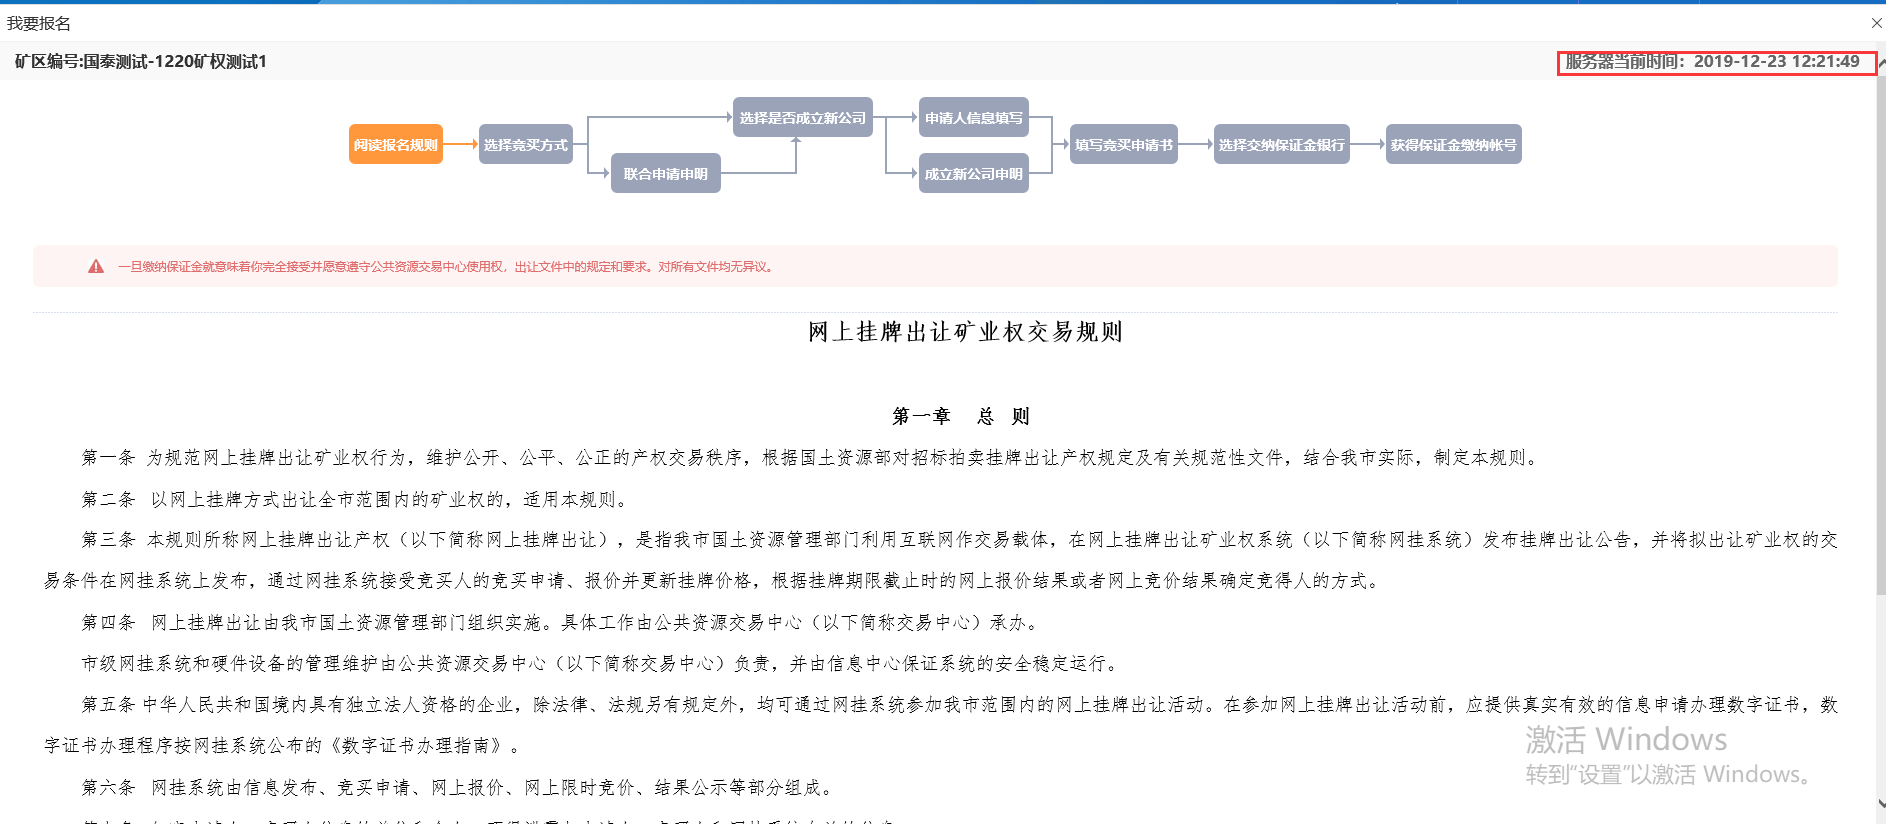 我要报名
矿区编号:国泰测试-1220矿权测试1
服务器当前时间：2019-12-23 12:21:49
阅读报名规则
选择竞买方式
联合申请申明
选择是否成立新公司
申请人信息填写
成立新公司申明
填写竞买申请书
选择交纳保证金银行
获得保证金缴纳帐号
一旦缴纳保证金就意味着你完全接受并愿意遵守公共资源交易中心使用权，出让文件中的规定和要求。对所有文件均无异议。
网上挂牌出让矿业权交易规则
第一章 总 则
第一条 为规范网上挂牌出让矿业权行为，维护公开、公平、公正的产权交易秩序，根据国土资源部对招标拍卖挂牌出让产权规定及有关规范性文件，结合我市实际，制定本规则。
第二条 以网上挂牌方式出让全市范围内的矿业权的，适用本规则。
第三条 本规则所称网上挂牌出让产权（以下简称网上挂牌出让），是指我市国土资源管理部门利用互联网作交易载体，在网上挂牌出让矿业权系统（以下简称网挂系统）发布挂牌出让公告，并将拟出让矿业权的交
易条件在网挂系统上发布，通过网挂系统接受竞买人的竞买申请、报价并更新挂牌价格，根据挂牌期限截止时的网上报价结果或者网上竞价结果确定竞得人的方式。
第四条 网上挂牌出让由我市国土资源管理部门组织实施。具体工作由公共资源交易中心（以下简称交易中心）承办。
市级网挂系统和硬件设备的管理维护由公共资源交易中心（以下简称交易中心）负责，并由信息中心保证系统的安全稳定运行。
第五条 中华人民共和国境内具有独立法人资格的企业，除法律、法规另有规定外，均可通过网挂系统参加我市范围内的网上挂牌出让活动。在参加网上挂牌出让活动前，应提供真实有效的信息申请办理数字证书，数
字证书办理程序按网挂系统公布的《数字证书办理指南》。
第六条 网挂系统由信息发布、竞买申请、网上报价、网上限时竞价、结果公示等部分组成。
激活 Windows
转到“设置”以激活 Windows。